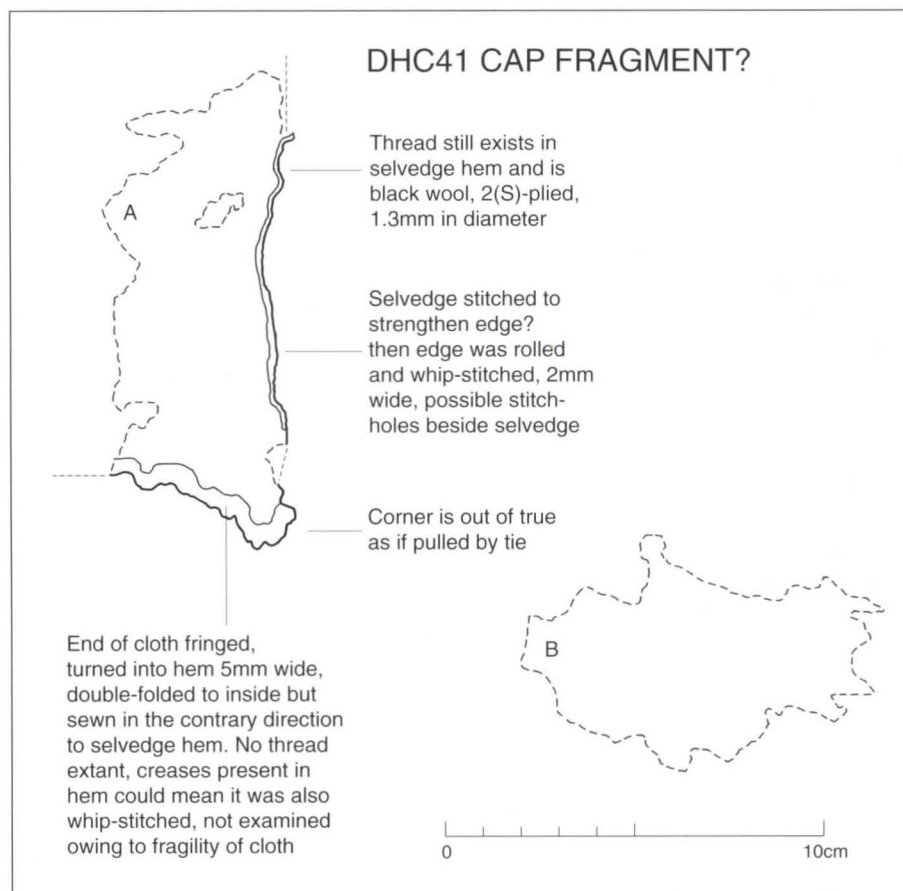 DHC41 CAP FRAGMENT?
Thread still exists in
selvedge hem and is
black wool, 2(S)-plied,
1.3mm in diameter
A
Selvedge stitched to
strengthen edge?
then edge was rolled
and whip-stitched, 2mm
wide, possible stitch-
holes beside selvedge
Corner is out of true
as if pulled by tie
B
End of cloth fringed,
turned into hem 5mm wide,
double-folded to inside but
sewn in the contrary direction
to selvedge hem. No thread
extant, creases present in
hem could mean it was also
whip-stitched, not examined
owing to fragility of cloth
0
10cm